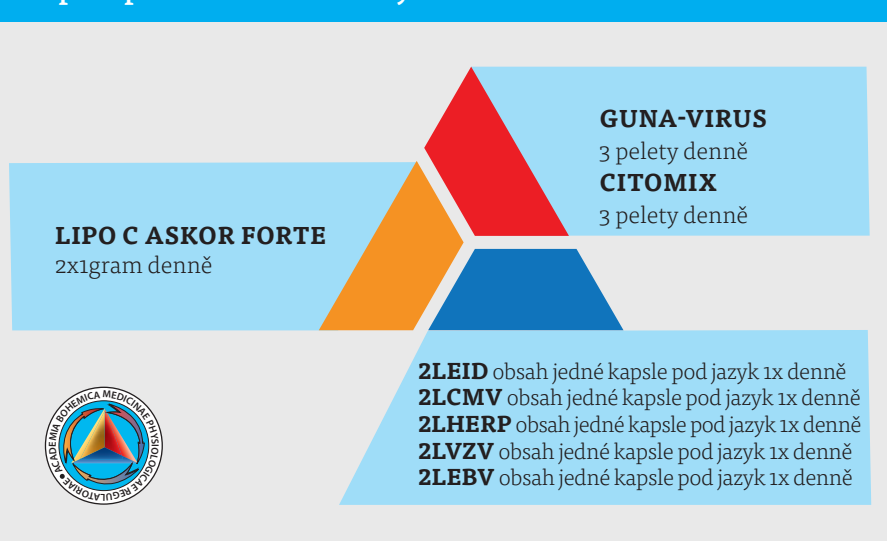 GUNA-VIRUS
3 pelety denně
CITOMIX
3 pelety denně
LIPO C ASKOR FORTE
2x1gram denně
2LEID obsah jedné kapsle pod jazyk 1x denně
2LCMV obsah jedné kapsle pod jazyk 1x denně
2LHERP obsah jedné kapsle pod jazyk 1x denně
2LVZV obsah jedné kapsle pod jazyk 1x denně
2LEBV obsah jedné kapsle pod jazyk 1x denně
ACADEMIA BOHEMICA MEDICINAE PHYSIOLOGICAE REGULATORIAE